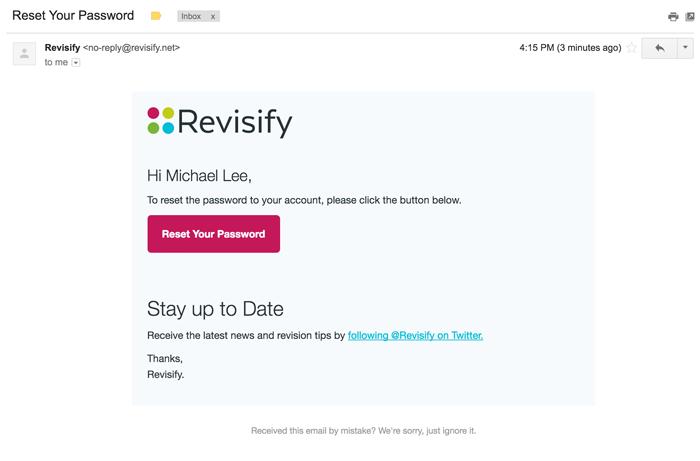 Reset Your Password Inbox x
Revisify <no-reply@revisify.net> 4:15 PM (3 minutes ago)
to me
Revisify
Hi Michael Lee,
To reset the password to your account, please click the button below.
Reset Your Password
Stay up to Date
Receive the latest news and revision tips by following @Revisify on Twitter.
Thanks,
Revisify.
Received this email by mistake? We're sorry, just ignore it.